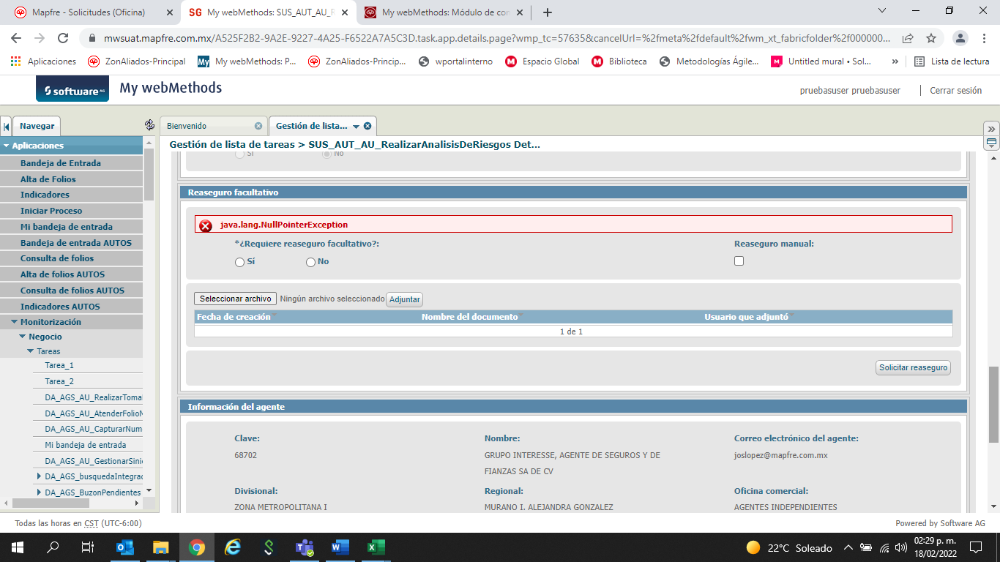 Mapfre - Solicitudes (Oficina)
SG My webMethods: SUS_AUT_AU_R
My webMethods: Módulo de con
mwsuat.mapfre.com.mx/A525F2B2-9A2E-9227-4A25-F6522A7A5C3D.task.app.details.page?wmp_tc=57635&cancelUrl=%2fmeta%2fdefault%2fwm_xt_fabricfolder%2f000000...
Aplicaciones
ZonAliados-Principal
My webMethods: P...
ZonAliados-Princip...
wportalinterno
Espacio Global
Biblioteca
Metodologías Ágile...
Untitled mural • Sol...
»
Lista de lectura
software AG
My webMethods
pruebasuser pruebasuser
Cerrar sesión
Navegar
Bienvenido
Gestión de lista...
Gestión de lista de tareas > SUS_AUT_AU_RealizarAnalisisDeRiesgos Det...
Aplicaciones
Bandeja de Entrada
Alta de Folios
Indicadores
Iniciar Proceso
Mi bandeja de entrada
Bandeja de entrada AUTOS
Consulta de folios
Alta de folios AUTOS
Consulta de folios AUTOS
Indicadores AUTOS
Monitorización
Negocio
Tareas
Tarea_1
Tarea_2
DA_AGS_AU_RealizarToma
DA_AGS_AU_AtenderFolioN
DA_AGS_AU_CapturarNum
Mi bandeja de entrada
DA_AGS_AU_GestionarSinie
DA_AGS_busquedaIntegrac
DA_AGS_BuzonPendientes
Sí No
Reaseguro facultativo
java.lang.NullPointerException
*¿Requiere reaseguro facultativo?: Reaseguro manual:
Sí No
Seleccionar archivo Ningún archivo seleccionado Adjuntar
Fecha de creación Nombre del documento Usuario que adjuntó
1 de 1
Solicitar reaseguro
Información del agente
Clave: Nombre: Correo electrónico del agente:
68702 GRUPO INTERESSE, AGENTE DE SEGUROS Y DE joslopez@mapfre.com.mx
FIANZAS SA DE CV
Divisional: Regional: Oficina comercial:
ZONA METROPOLITANA I MURANO I. ALEJANDRA GONZALEZ AGENTES INDEPENDIENTES
Todas las horas en CST (UTC-6:00)
Powered by Software AG
22°C Soleado
02:29 p. m.
18/02/2022